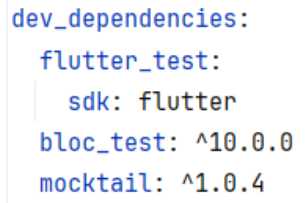 dev_dependencies:
  flutter_test:
    sdk: flutter
  bloc_test: ^10.0.0
  mocktail: ^1.0.4